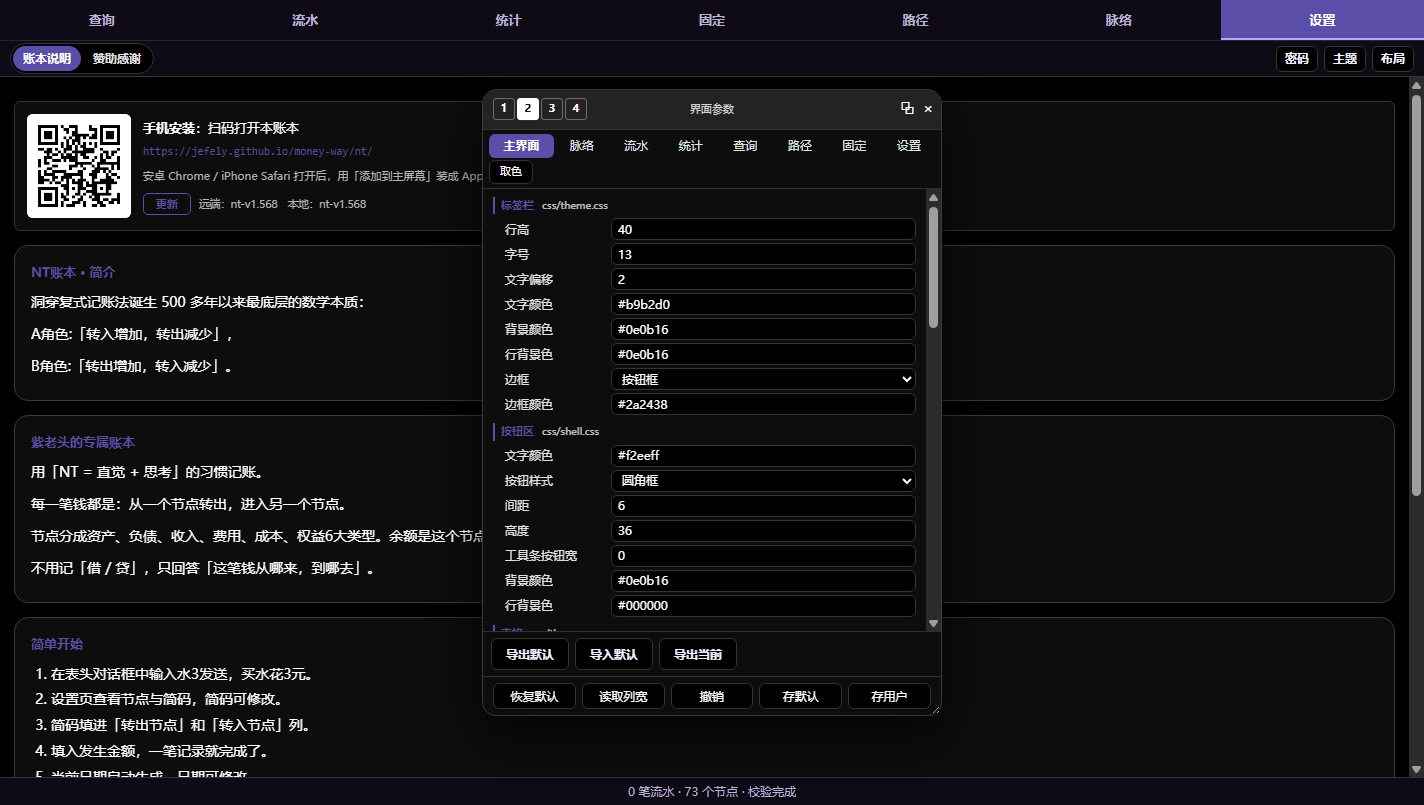 查询 流水 统计 固定 路径 脉络 设置
账本说明 赞助感谢 密码 主题 布局
手机安装：扫码打开本账本
https://jefely.github.io/money-way/nt/
安卓 Chrome / iPhone Safari 打开后，用「添加到主屏幕」装成 App
更新 远端：nt-v1.568 本地：nt-v1.568
NT账本 • 简介
洞穿复式记账法诞生 500 多年以来最底层的数学本质：
A角色:「转入增加，转出减少」,
B角色:「转出增加，转入减少」。
紫老头的专属账本
用「NT = 直觉 + 思考」的习惯记账。
每一笔钱都是：从一个节点转出，进入另一个节点。
节点分成资产、负债、收入、费用、成本、权益6大类型。余额是这个节点
不用记「借 / 贷」，只回答「这笔钱从哪来，到哪去」。
简单开始
1. 在表头对话框中输入水3发送，买水花3元。
2. 设置页查看节点与简码，简码可修改。
3. 简码填进「转出节点」和「转入节点」列。
4. 填入发生金额，一笔记录就完成了。
5. 当前日期自动生成，日期可修改
1 2 3 4 界面参数 ×
主界面 脉络 流水 统计 查询 路径 固定 设置
取色
标签栏 css/theme.css
行高 40
字号 13
文字偏移 2
文字颜色 #b9b2d0
背景颜色 #0e0b16
行背景色 #0e0b16
边框 按钮框
边框颜色 #2a2438
按钮区 css/shell.css
文字颜色 #f2eeff
按钮样式 圆角框
间距 6
高度 36
工具条按钮宽 0
背景颜色 #0e0b16
行背景色 #000000
导出默认 导入默认 导出当前
恢复默认 读取列宽 撤销 存默认 存用户
0 笔流水 · 73 个节点 · 校验完成